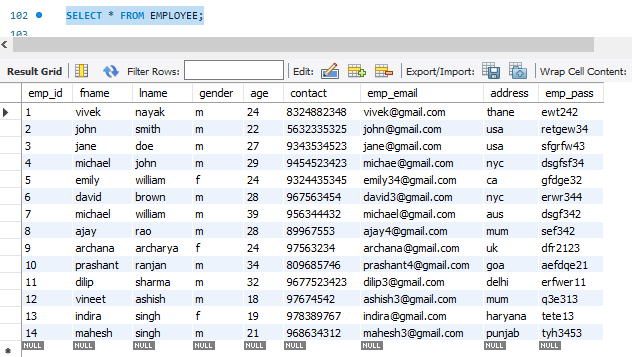 102 SELECT * FROM EMPLOYEE;
103
Result Grid Filter Rows: Edit: Export/Import: Wrap Cell Content:
emp_id fname lname gender age contact emp_email address emp_pass
1 vivek nayak m 24 8324882348 vivek@gmail.com thane ewt242
2 john smith m 22 5632335325 john@gmail.com usa retgew34
3 jane doe m 27 9343534523 jane@gmail.com usa sfgrfw43
4 michael john m 29 9454523423 michae@gmail.com nyc dsgfsf34
5 emily william f 24 9324435345 emily34@gmail.com ca gfdge32
6 david brown m 28 967563454 david3@gmail.com nyc erwr344
7 michael william m 39 956344432 michael@gmail.com aus dsgf342
8 ajay rao m 28 89967553 ajay4@gmail.com mum sef342
9 archana archarya f 24 97563234 archana@gmail.com uk dfr2123
10 prashant ranjan m 34 809685746 prashant4@gmail.com goa aefdqe21
11 dilip sharma m 32 9677523423 dilip3@gmail.com delhi erfwer11
12 vineet ashish m 18 97674542 ashish3@gmail.com mum q3e313
13 indira singh f 19 978389767 indira@gmail.com haryana tete13
14 mahesh singh m 21 968634312 mahesh3@gmail.com punjab tyh3453
NULL NULL NULL NULL NULL NULL NULL NULL NULL